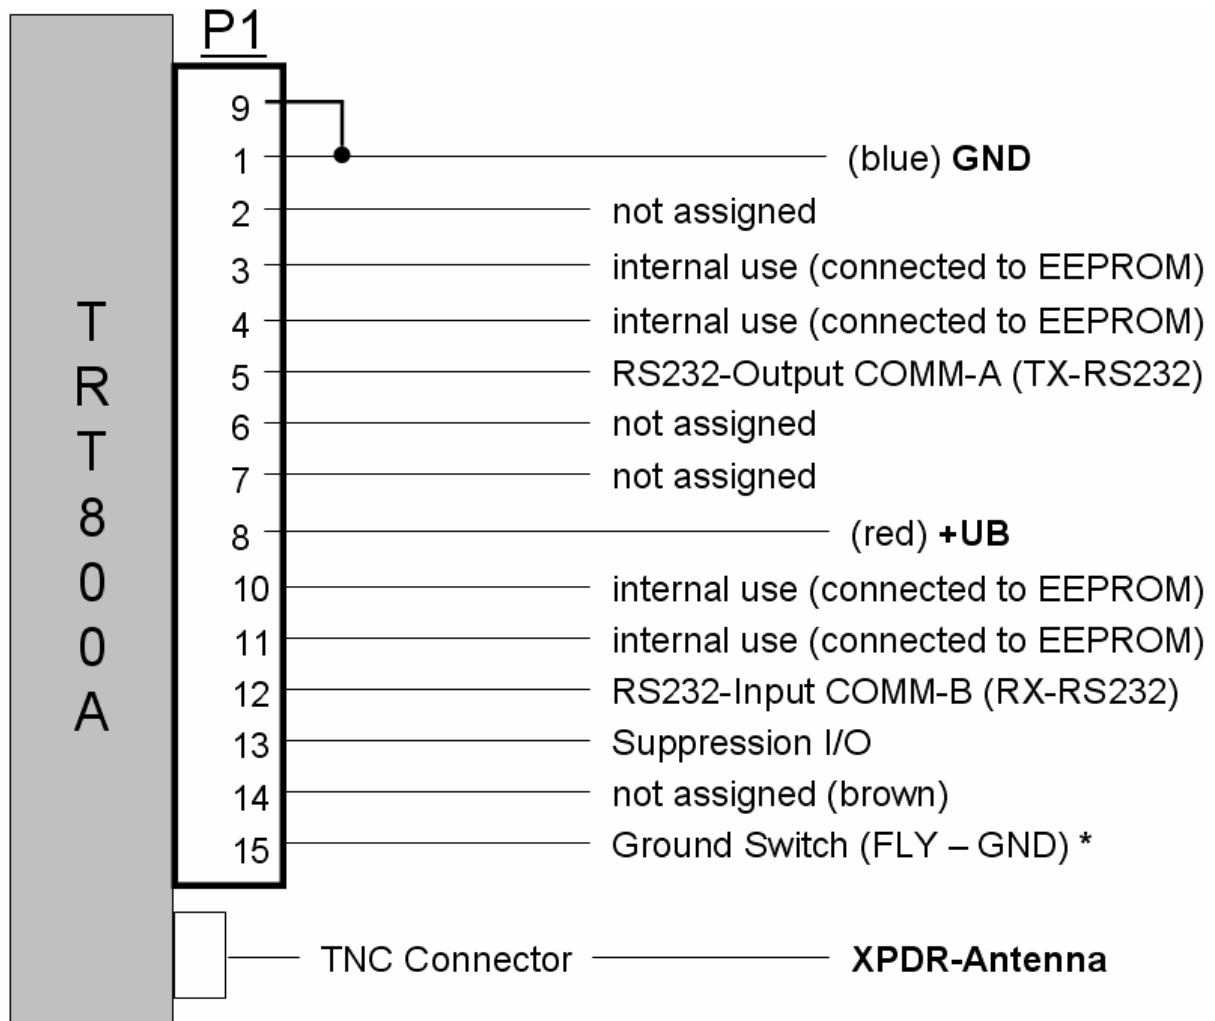 P1
9
1 (blue) GND
2 not assigned
3 internal use (connected to EEPROM)
4 internal use (connected to EEPROM)
5 RS232-Output COMM-A (TX-RS232)
6 not assigned
7 not assigned
8 (red) +UB
10 internal use (connected to EEPROM)
11 internal use (connected to EEPROM)
12 RS232-Input COMM-B (RX-RS232)
13 Suppression I/O
14 not assigned (brown)
15 Ground Switch (FLY – GND) *
TNC Connector XPDR-Antenna
T
R
T
8
0
0
A